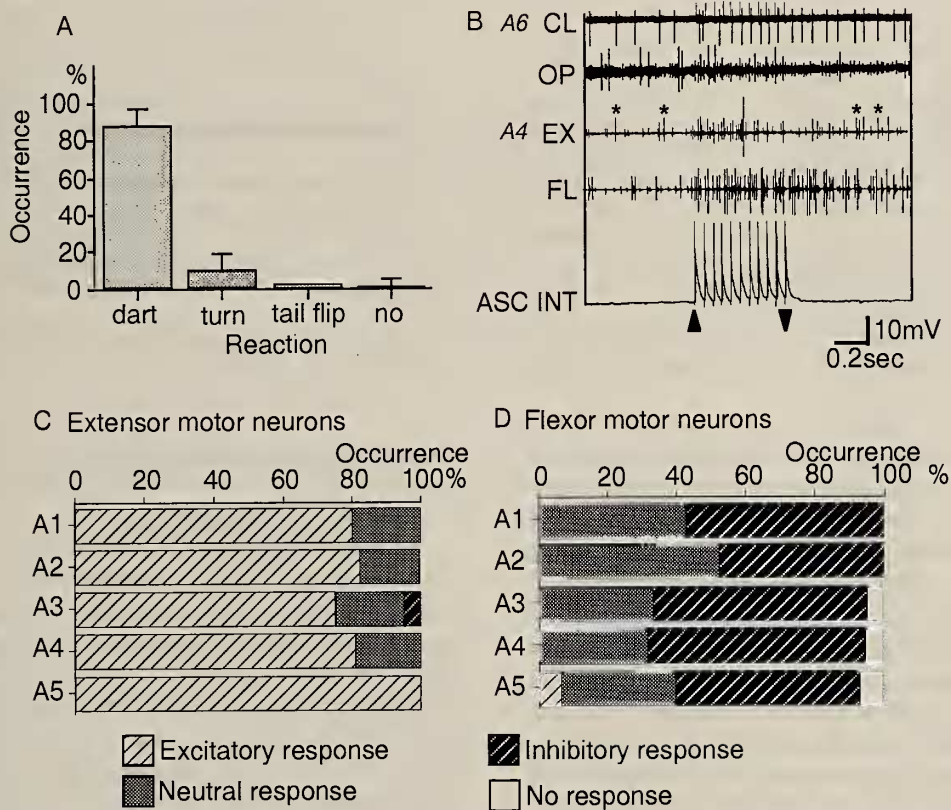 A
%
100
80
60
40
20
0
Occurrence
dart turn tail flip no
Reaction
B
A6 CL
OP
* * * *
A4 EX
FL
ASC INT
10mV
0.2sec
C Extensor motor neurons
Occurrence
0 20 40 60 80 100 %
A1
A2
A3
A4
A5
D Flexor motor neurons
Occurrence
0 20 40 60 80 100 %
A1
A2
A3
A4
A5
Excitatory response
Neutral response
Inhibitory response
No response